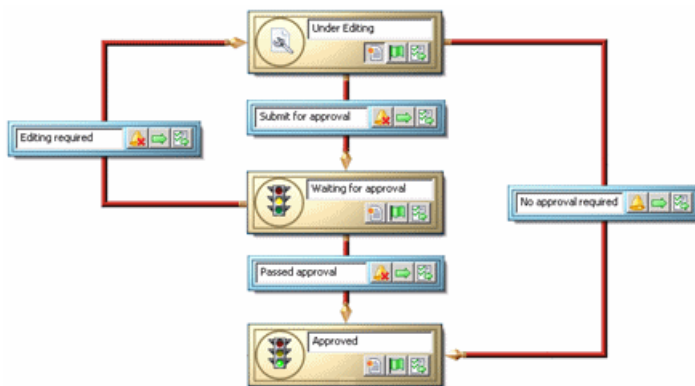 Under Editing
Submit for approval
Editing required
Waiting for approval
No approval required
Passed approval
Approved